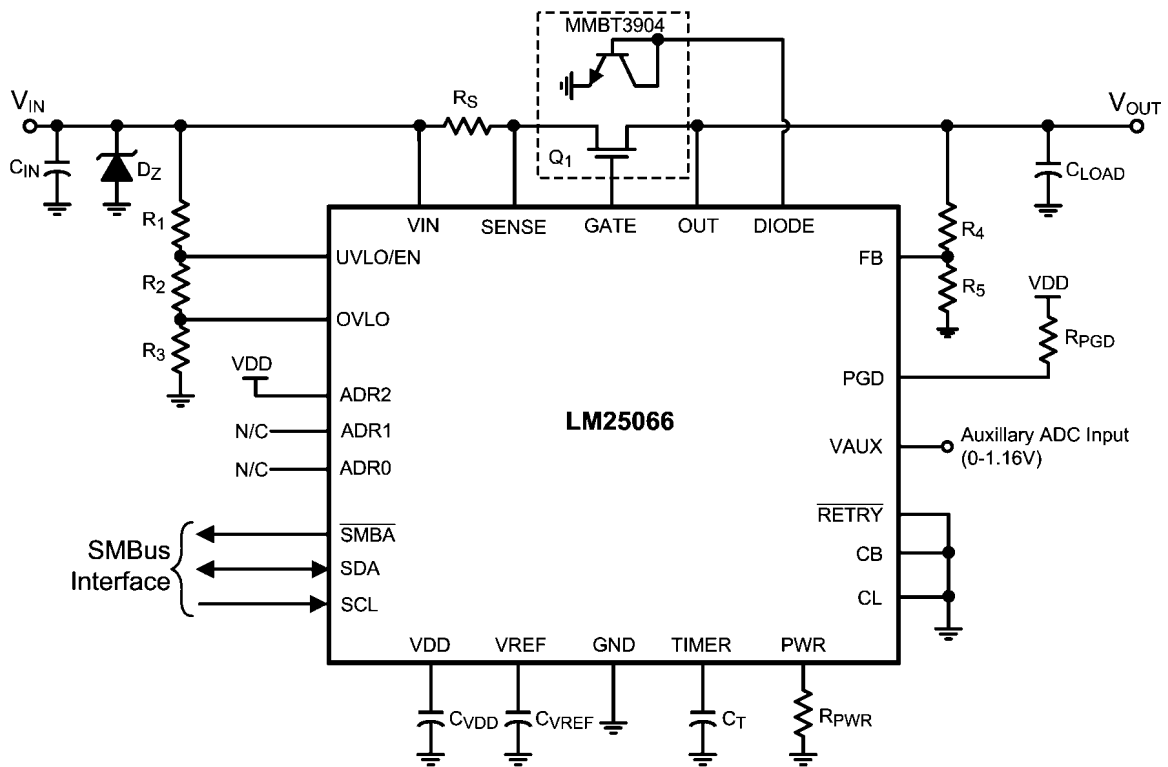 MMBT3904
VIN
RS
VOUT
CIN
DZ
Q1
CLOAD
R1
VIN
SENSE
GATE
OUT
DIODE
R4
UVLO/EN
FB
R2
R5
VDD
OVLO
R3
RPGD
VDD
ADR2
PGD
LM25066
N/C
ADR1
VAUX
Auxillary ADC Input
(0-1.16V)
N/C
ADR0
RETRY
SMBA
SMBus
Interface
CB
SDA
CL
SCL
VDD
VREF
GND
TIMER
PWR
CVDD
CVREF
CT
RPWR